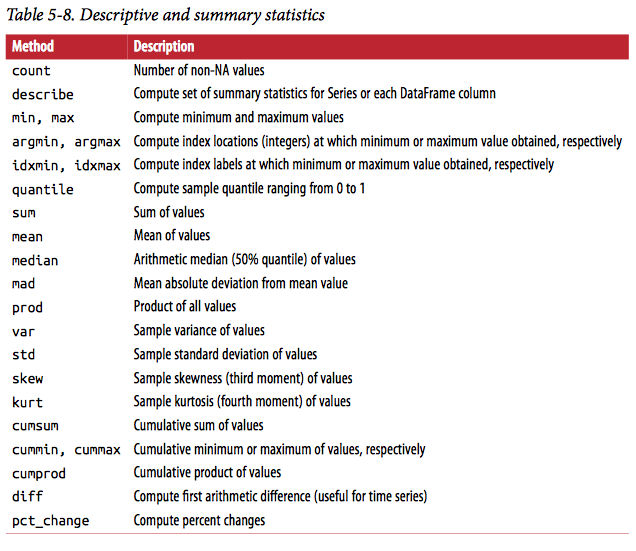 Table 5-8. Descriptive and summary statistics
Method Description
count Number of non-NA values
describe Compute set of summary statistics for Series or each DataFrame column
min, max Compute minimum and maximum values
argmin, argmax Compute index locations (integers) at which minimum or maximum value obtained, respectively
idxmin, idxmax Compute index labels at which minimum or maximum value obtained, respectively
quantile Compute sample quantile ranging from 0 to 1
sum Sum of values
mean Mean of values
median Arithmetic median (50% quantile) of values
mad Mean absolute deviation from mean value
prod Product of all values
var Sample variance of values
std Sample standard deviation of values
skew Sample skewness (third moment) of values
kurt Sample kurtosis (fourth moment) of values
cumsum Cumulative sum of values
cummin, cummax Cumulative minimum or maximum of values, respectively
cumprod Cumulative product of values
diff Compute first arithmetic difference (useful for time series)
pct_change Compute percent changes